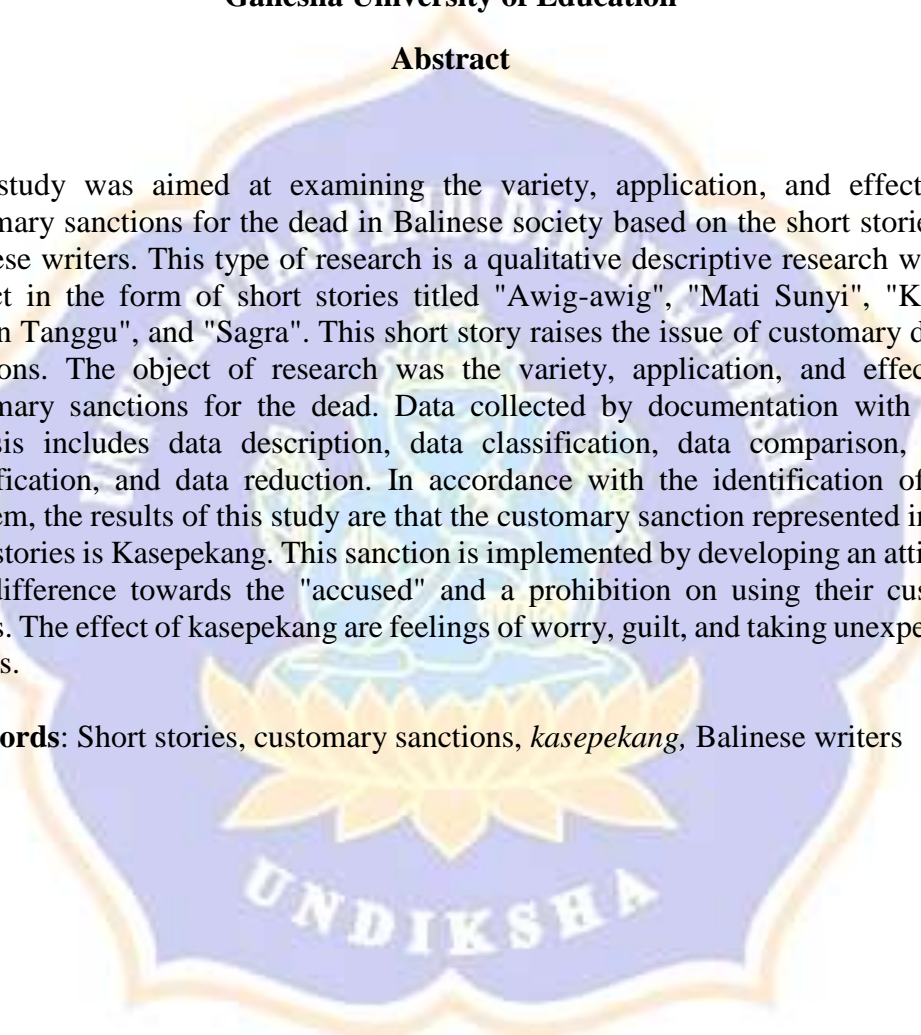 Ganesha University of Education
Abstract
study was aimed at examining the variety, application, and effect
mary sanctions for the dead in Balinese society based on the short storie
ese writers. This type of research is a qualitative descriptive research w
ct in the form of short stories titled "Awig-awig", "Mati Sunyi", "K
n Tanggu", and "Sagra". This short story raises the issue of customary d
ons. The object of research was the variety, application, and effec
mary sanctions for the dead. Data collected by documentation with
sis includes data description, data classification, data comparison,
fication, and data reduction. In accordance with the identification of
em, the results of this study are that the customary sanction represented in
stories is Kasepekang. This sanction is implemented by developing an atti
difference towards the "accused" and a prohibition on using their cus
s. The effect of kasepekang are feelings of worry, guilt, and taking unexpe
s.
ords: Short stories, customary sanctions, kasepekang, Balinese writers
UNDIKSHA